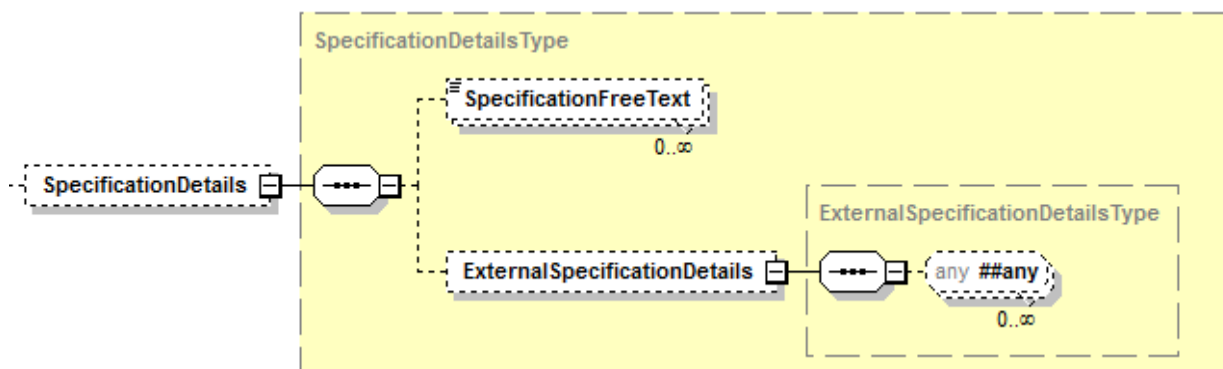 SpecificationDetailsType
SpecificationFreeText
0..∞
SpecificationDetails
ExternalSpecificationDetailsType
ExternalSpecificationDetails
any ##any
0..∞